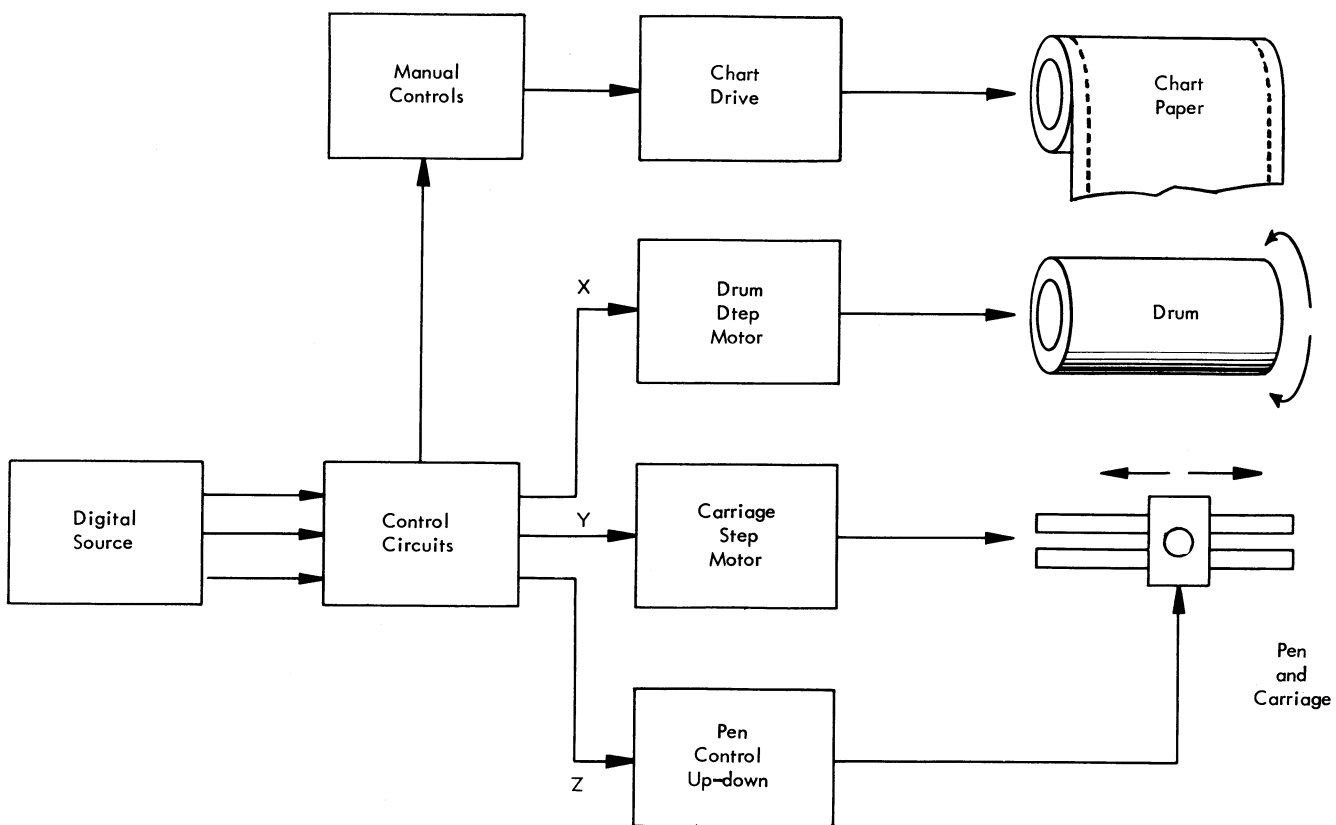 Manual
Controls
Chart
Drive
Chart
Paper
X
Drum
Dtep
Motor
Drum
Digital
Source
Control
Circuits
Y
Carriage
Step
Motor
Pen
and
Carriage
Z
Pen
Control
Up-down